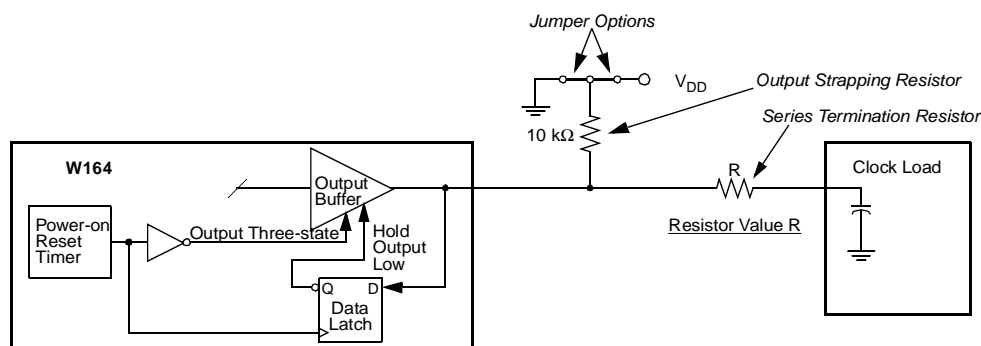 Jumper Options
V_DD
Output Strapping Resistor
10 kΩ
Series Termination Resistor
W164
Output
Buffer
R
Clock Load
Resistor Value R
Power-on
Reset
Timer
Output Three-state
Hold
Output
Low
Q D
Data
Latch